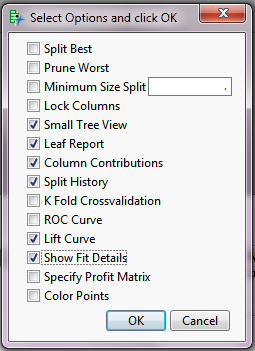 Select Options and click OK
Split Best
Prune Worst
Minimum Size Split .
Lock Columns
Small Tree View
Leaf Report
Column Contributions
Split History
K Fold Crossvalidation
ROC Curve
Lift Curve
Show Fit Details
Specify Profit Matrix
Color Points
OK Cancel